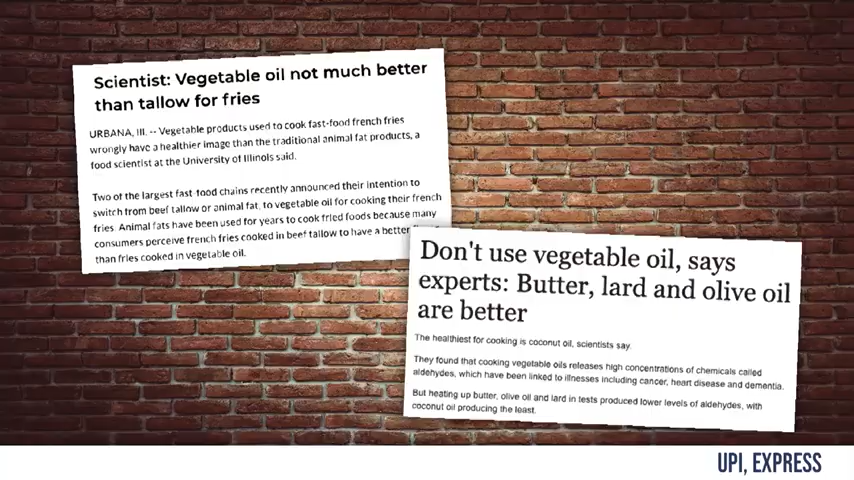 Scientist: Vegetable oil not much better
than tallow for fries
URBANA, Ill. -- Vegetable products used to cook fast-food french fries
wrongly have a healthier image than the traditional animal fat products, a
food scientist at the University of Illinois said.
Two of the largest fast-food chains recently announced their intention to
switch from beef tallow or animal fat, to vegetable oil for cooking their french
fries. Animal fats have been used for years to cook fried foods because many
consumers perceive french fries cooked in beef tallow to have a better
than fries cooked in vegetable oil.
Don't use vegetable oil, says
experts: Butter, lard and olive oil
are better
The healthiest for cooking is coconut oil, scientists say.
They found that cooking vegetable oils releases high concentrations of chemicals called
aldehydes, which have been linked to illnesses including cancer, heart disease and dementia.
But heating up butter, olive oil and lard in tests produced lower levels of aldehydes, with
coconut oil producing the least.
UPI, EXPRESS